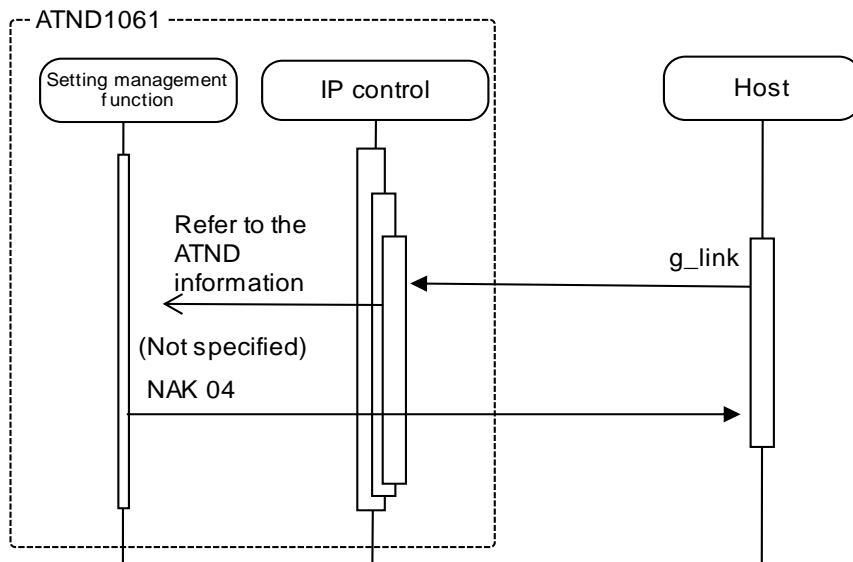 ATND1061
Setting management
function
IP control
Host
Refer to the
ATND
information
g_link
(Not specified)
NAK 04